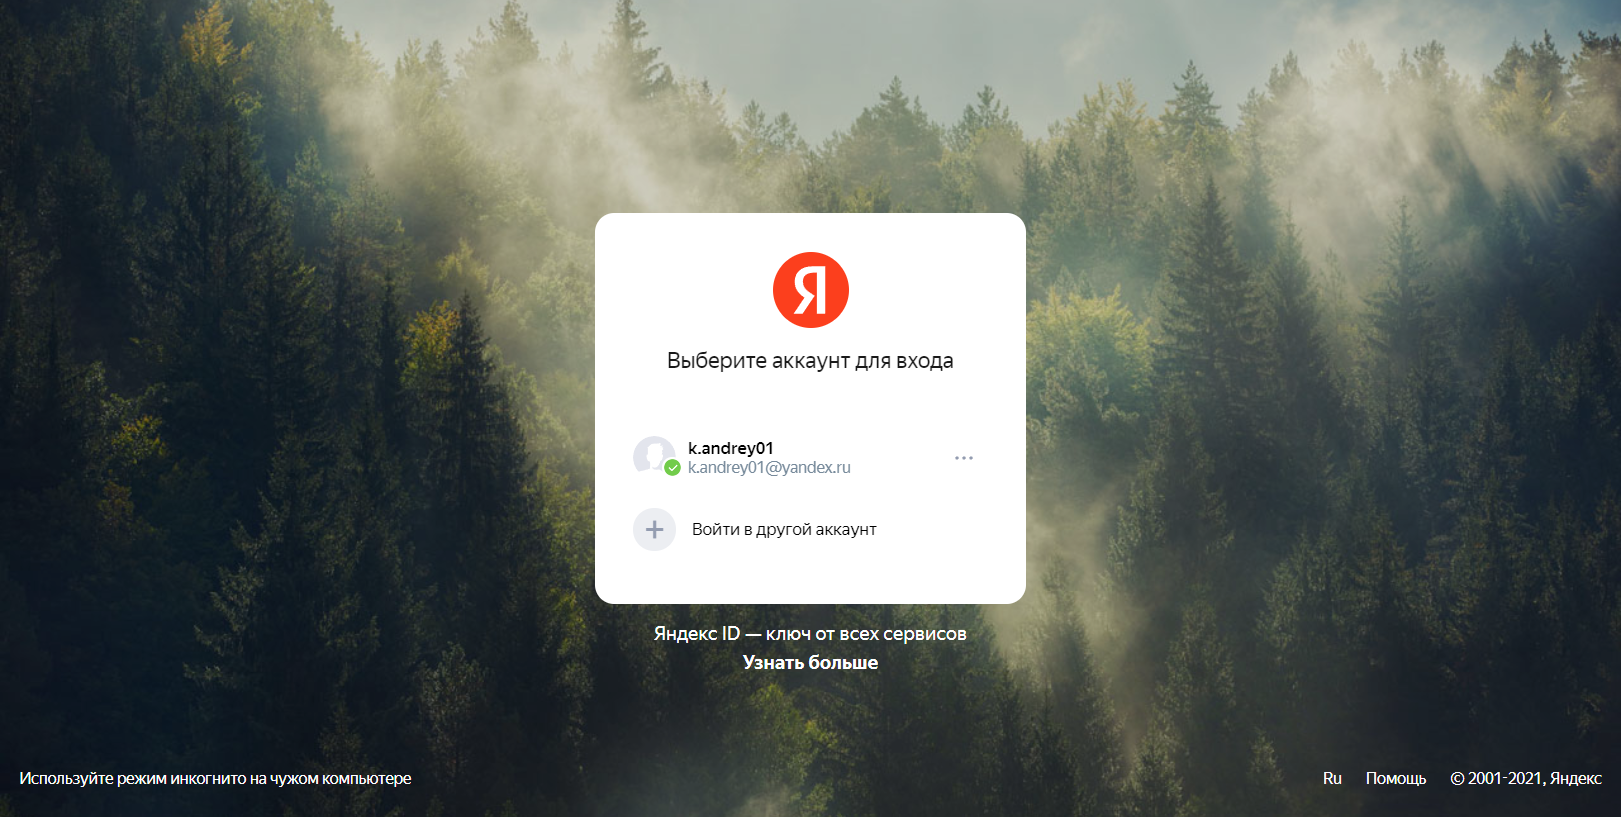 Я
Выберите аккаунт для входа
k.andrey01
k.andrey01@yandex.ru
Войти в другой аккаунт
Яндекс ID — ключ от всех сервисов
Узнать больше
Используйте режим инкогнито на чужом компьютере
Ru Помощь © 2001-2021, Яндекс